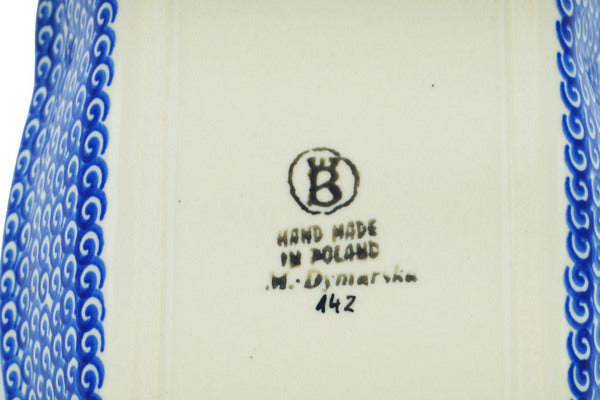 B
HAND MADE
IN POLAND
M. Dymarska
142